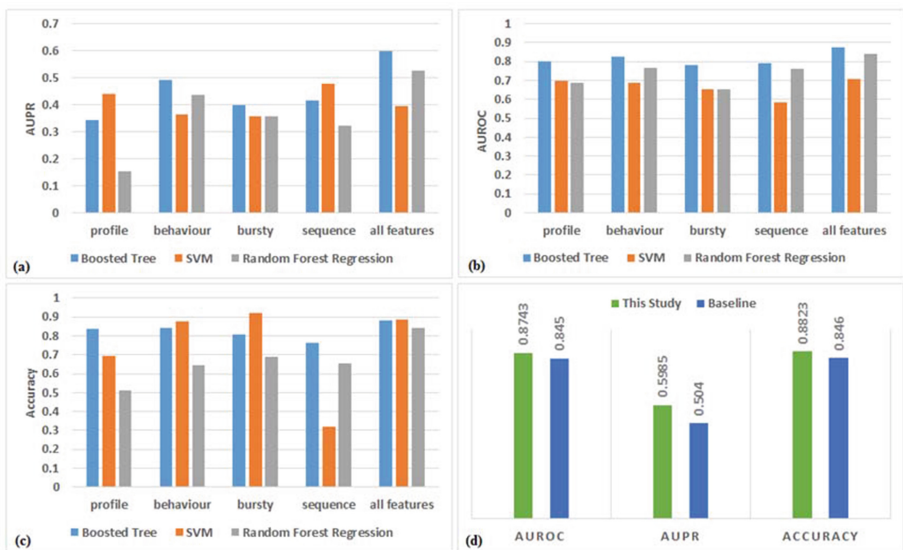 0.7
0.6
0.5
0.4
0.3
0.2
0.1
0
AUPR
profile behaviour bursty sequence all features
Boosted Tree SVM Random Forest Regression
(a)
1
0.9
0.8
0.7
0.6
0.5
0.4
0.3
0.2
0.1
0
AUROC
profile behaviour bursty sequence all features
Boosted Tree SVM Random Forest Regression
(b)
1
0.9
0.8
0.7
0.6
0.5
0.4
0.3
0.2
0.1
0
Accuracy
profile behaviour bursty sequence all features
Boosted Tree SVM Random Forest Regression
(c)
This Study Baseline
0.8743
0.845
0.5985
0.504
0.8823
0.846
AUROC AUPR ACCURACY
(d)